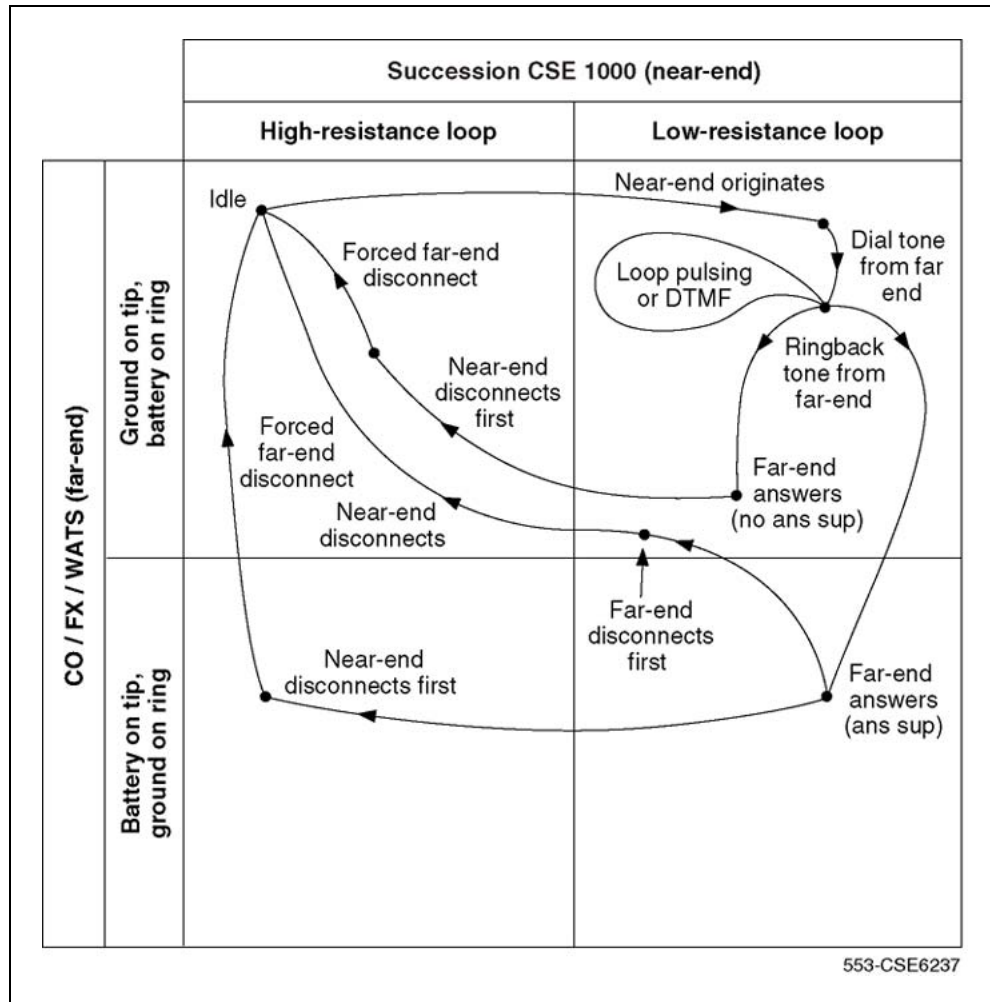 Succession CSE 1000 (near-end)
High-resistance loop
Low-resistance loop
CO / FX / WATS (far-end)
Ground on tip,
battery on ring
Battery on tip,
ground on ring
Idle
Near-end originates
Dial tone
from far
end
Loop pulsing
or DTMF
Forced far-end
disconnect
Ringback
tone from
far-end
Near-end
disconnects
first
Forced
far-end
disconnect
Far-end
answers
(no ans sup)
Near-end
disconnects
Far-end
disconnects
first
Near-end
disconnects first
Far-end
answers
(ans sup)
553-CSE6237